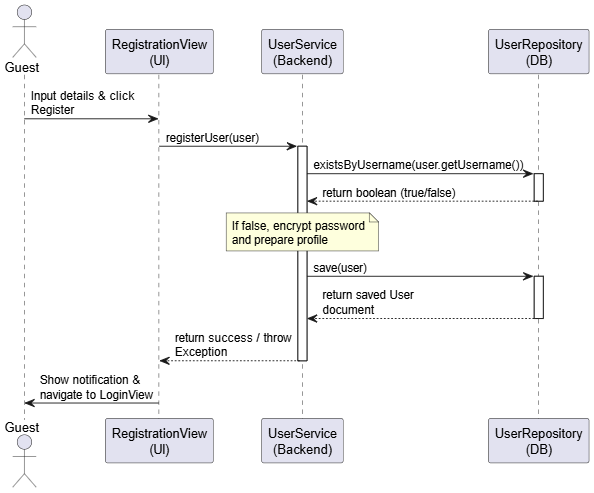 Guest
RegistrationView
(UI)
UserService
(Backend)
UserRepository
(DB)
Input details & click
Register
registerUser(user)
existsByUsername(user.getUsername())
return boolean (true/false)
If false, encrypt password
and prepare profile
save(user)
return saved User
document
return success / throw
Exception
Show notification &
navigate to LoginView
Guest
RegistrationView
(UI)
UserService
(Backend)
UserRepository
(DB)